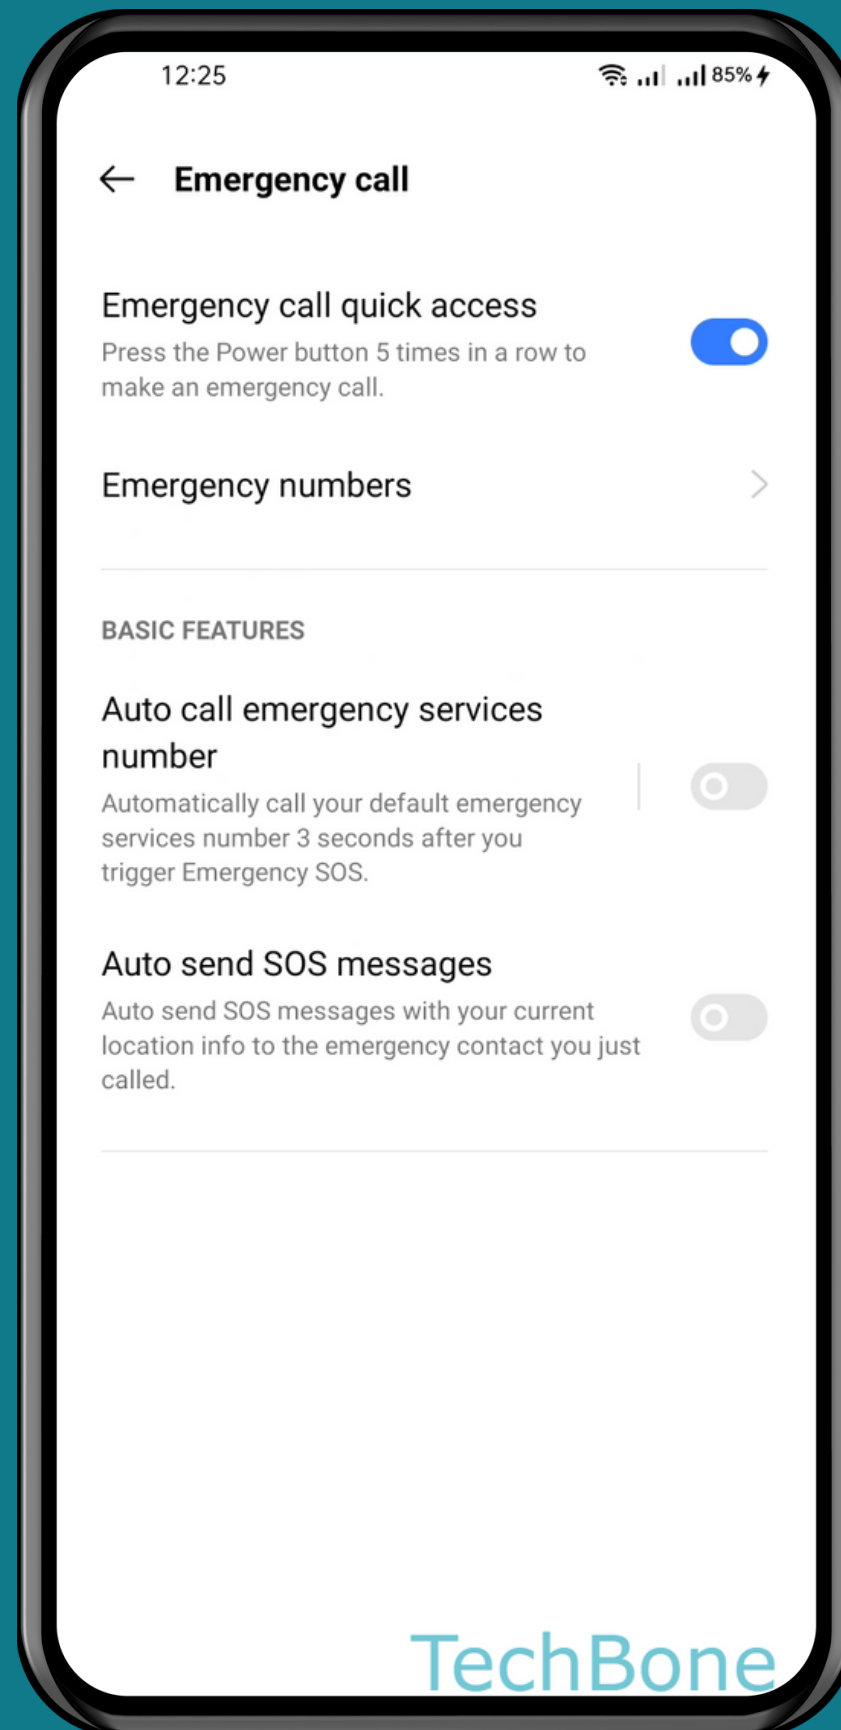 12:25
85%
Emergency call
Emergency call quick access
Press the Power button 5 times in a row to
make an emergency call.
Emergency numbers
BASIC FEATURES
Auto call emergency services
number
Automatically call your default emergency
services number 3 seconds after you
trigger Emergency SOS.
Auto send SOS messages
Auto send SOS messages with your current
location info to the emergency contact you just
called.
TechBone